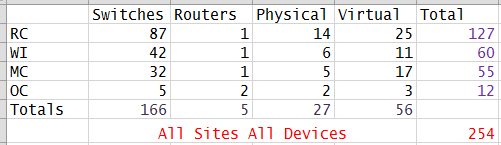 Switches Routers Physical Virtual Total
RC 87 1 14 25 127
WI 42 1 6 11 60
MC 32 1 5 17 55
OC 5 2 2 3 12
Totals 166 5 27 56
All Sites All Devices 254